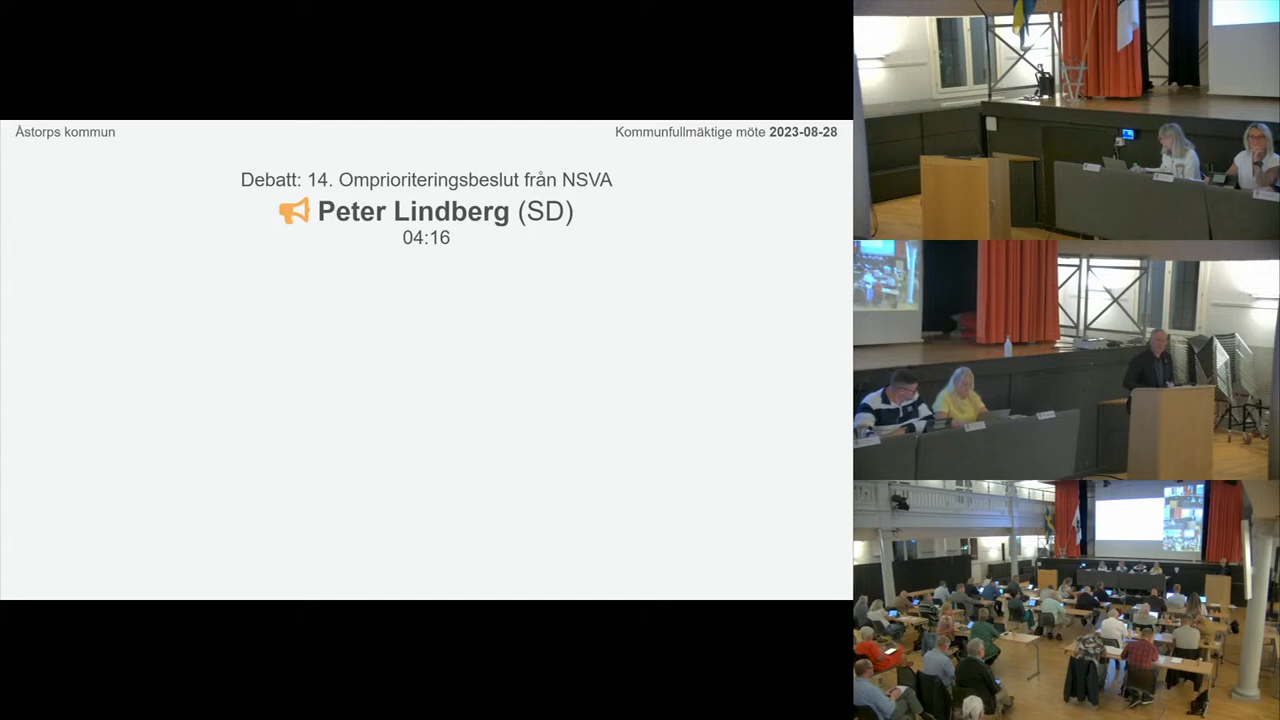 Åstorps kommun
Kommunfullmäktige möte 2023-08-28
Debatt: 14. Omprioriteringsbeslut från NSVA
Peter Lindberg (SD)
04:16